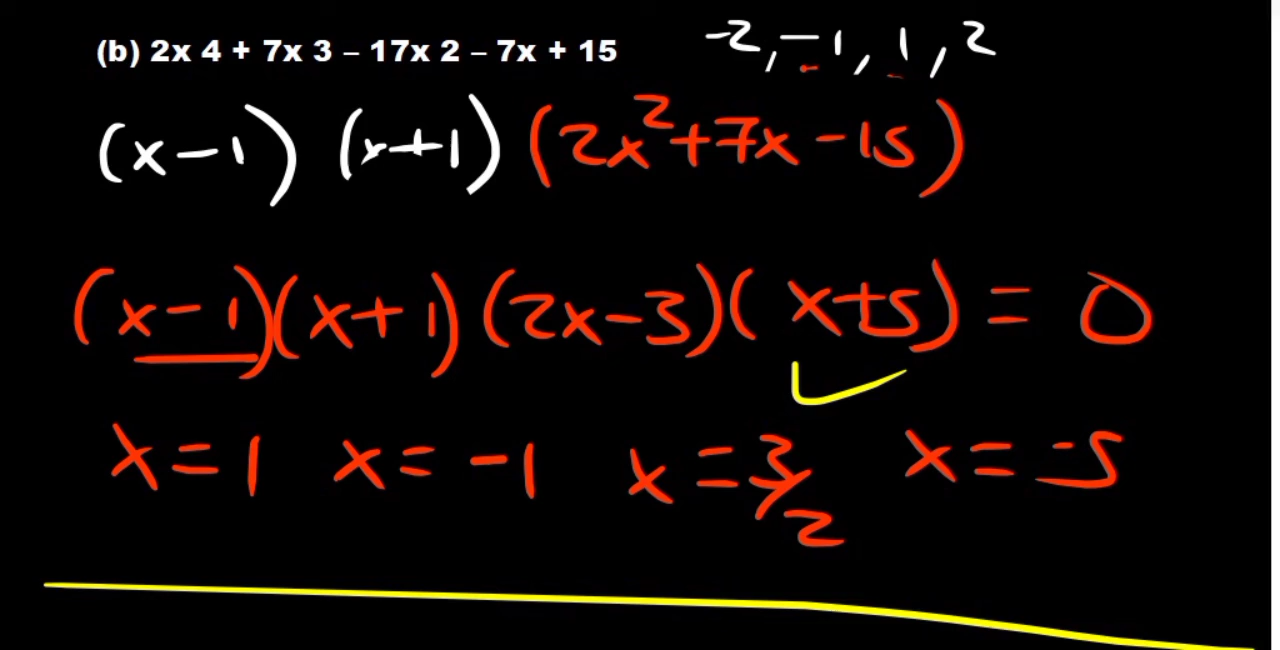 (b) 2x 4 + 7x 3 – 17x 2 – 7x + 15 -2, -1, 1, 2
(x-1) (x+1) (2x²+7x-15)
(x-1)(x+1)(2x-3)(x+5) = 0
x=1 x=-1 x=3/2 x=-5